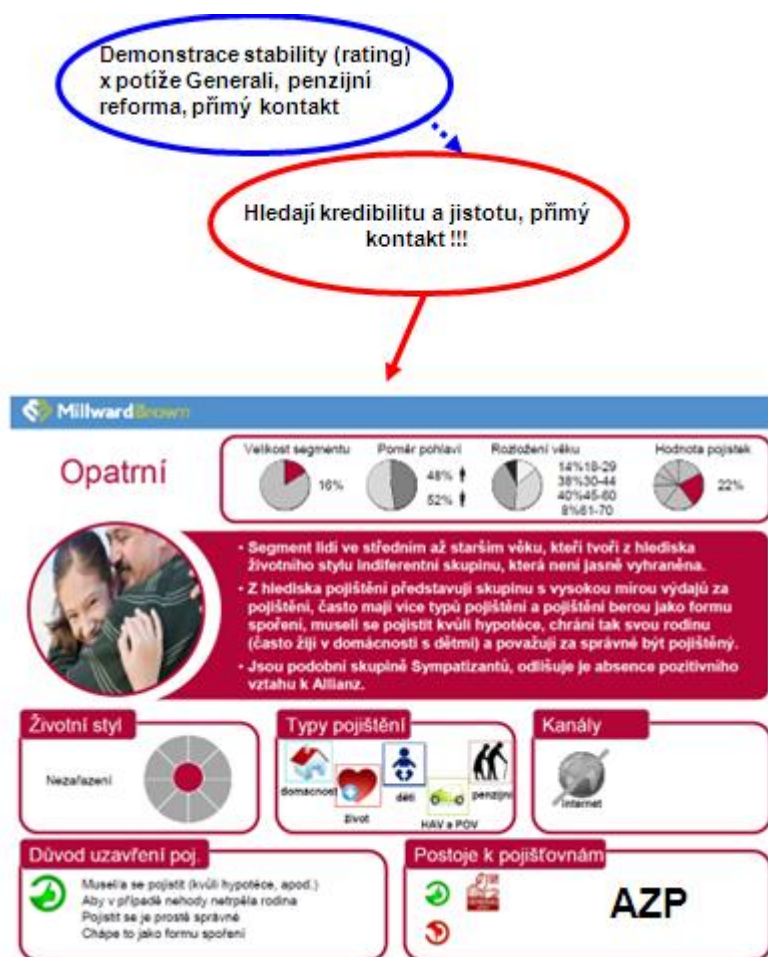 Demonstrace stability (rating)
x potíže Generali, penzijní
reforma, přímý kontakt
Hledají kredibilitu a jistotu, přímý
kontakt !!!
MillwardBrown
Opatrní
Velikost segmentu
16%
Poměr pohlaví
48%
52%
Rozložení věku
14%18-29
38%30-44
40%45-60
8%61-70
Hodnota pojistek
22%
• Segment lidí ve středním až starším věku, kteří tvoří z hlediska
životního stylu indiferentní skupinu, která není jasně vyhraněna.
• Z hlediska pojištění představují skupinu s vysokou mírou výdajů za
pojištění, často mají více typů pojištění a pojištění berou jako formu
spoření, museli se pojistit kvůli hypotéce, chrání tak svou rodinu
(často žijí v domácnosti s dětmi) a považují za správné být pojištěný.
• Jsou podobní skupině Sympatizantů, odlišuje je absence pozitivního
vztahu k Allianz.
Životní styl
Nezařazení
Typy pojištění
domácnost
život
děti
HAV a POV
penzijní
Kanály
Internet
Důvod uzavření poj.
Musel/a se pojistit (kvůli hypotéce, apod.)
Aby v případě nehody netrpěla rodina
Pojistit se je prostě správné
Chápe to jako formu spoření
Postoje k pojišťovnám
AZP